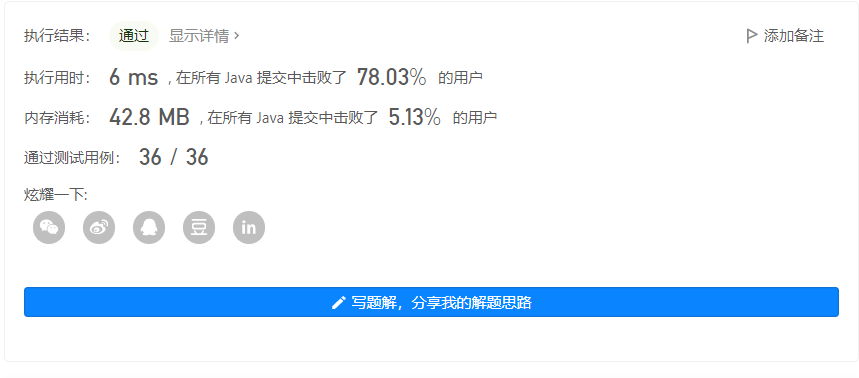 执行结果： 通过 显示详情 > 添加备注
执行用时： 6 ms , 在所有 Java 提交中击败了 78.03% 的用户
内存消耗： 42.8 MB , 在所有 Java 提交中击败了 5.13% 的用户
通过测试用例： 36 / 36
炫耀一下:
豆 in
写题解，分享我的解题思路